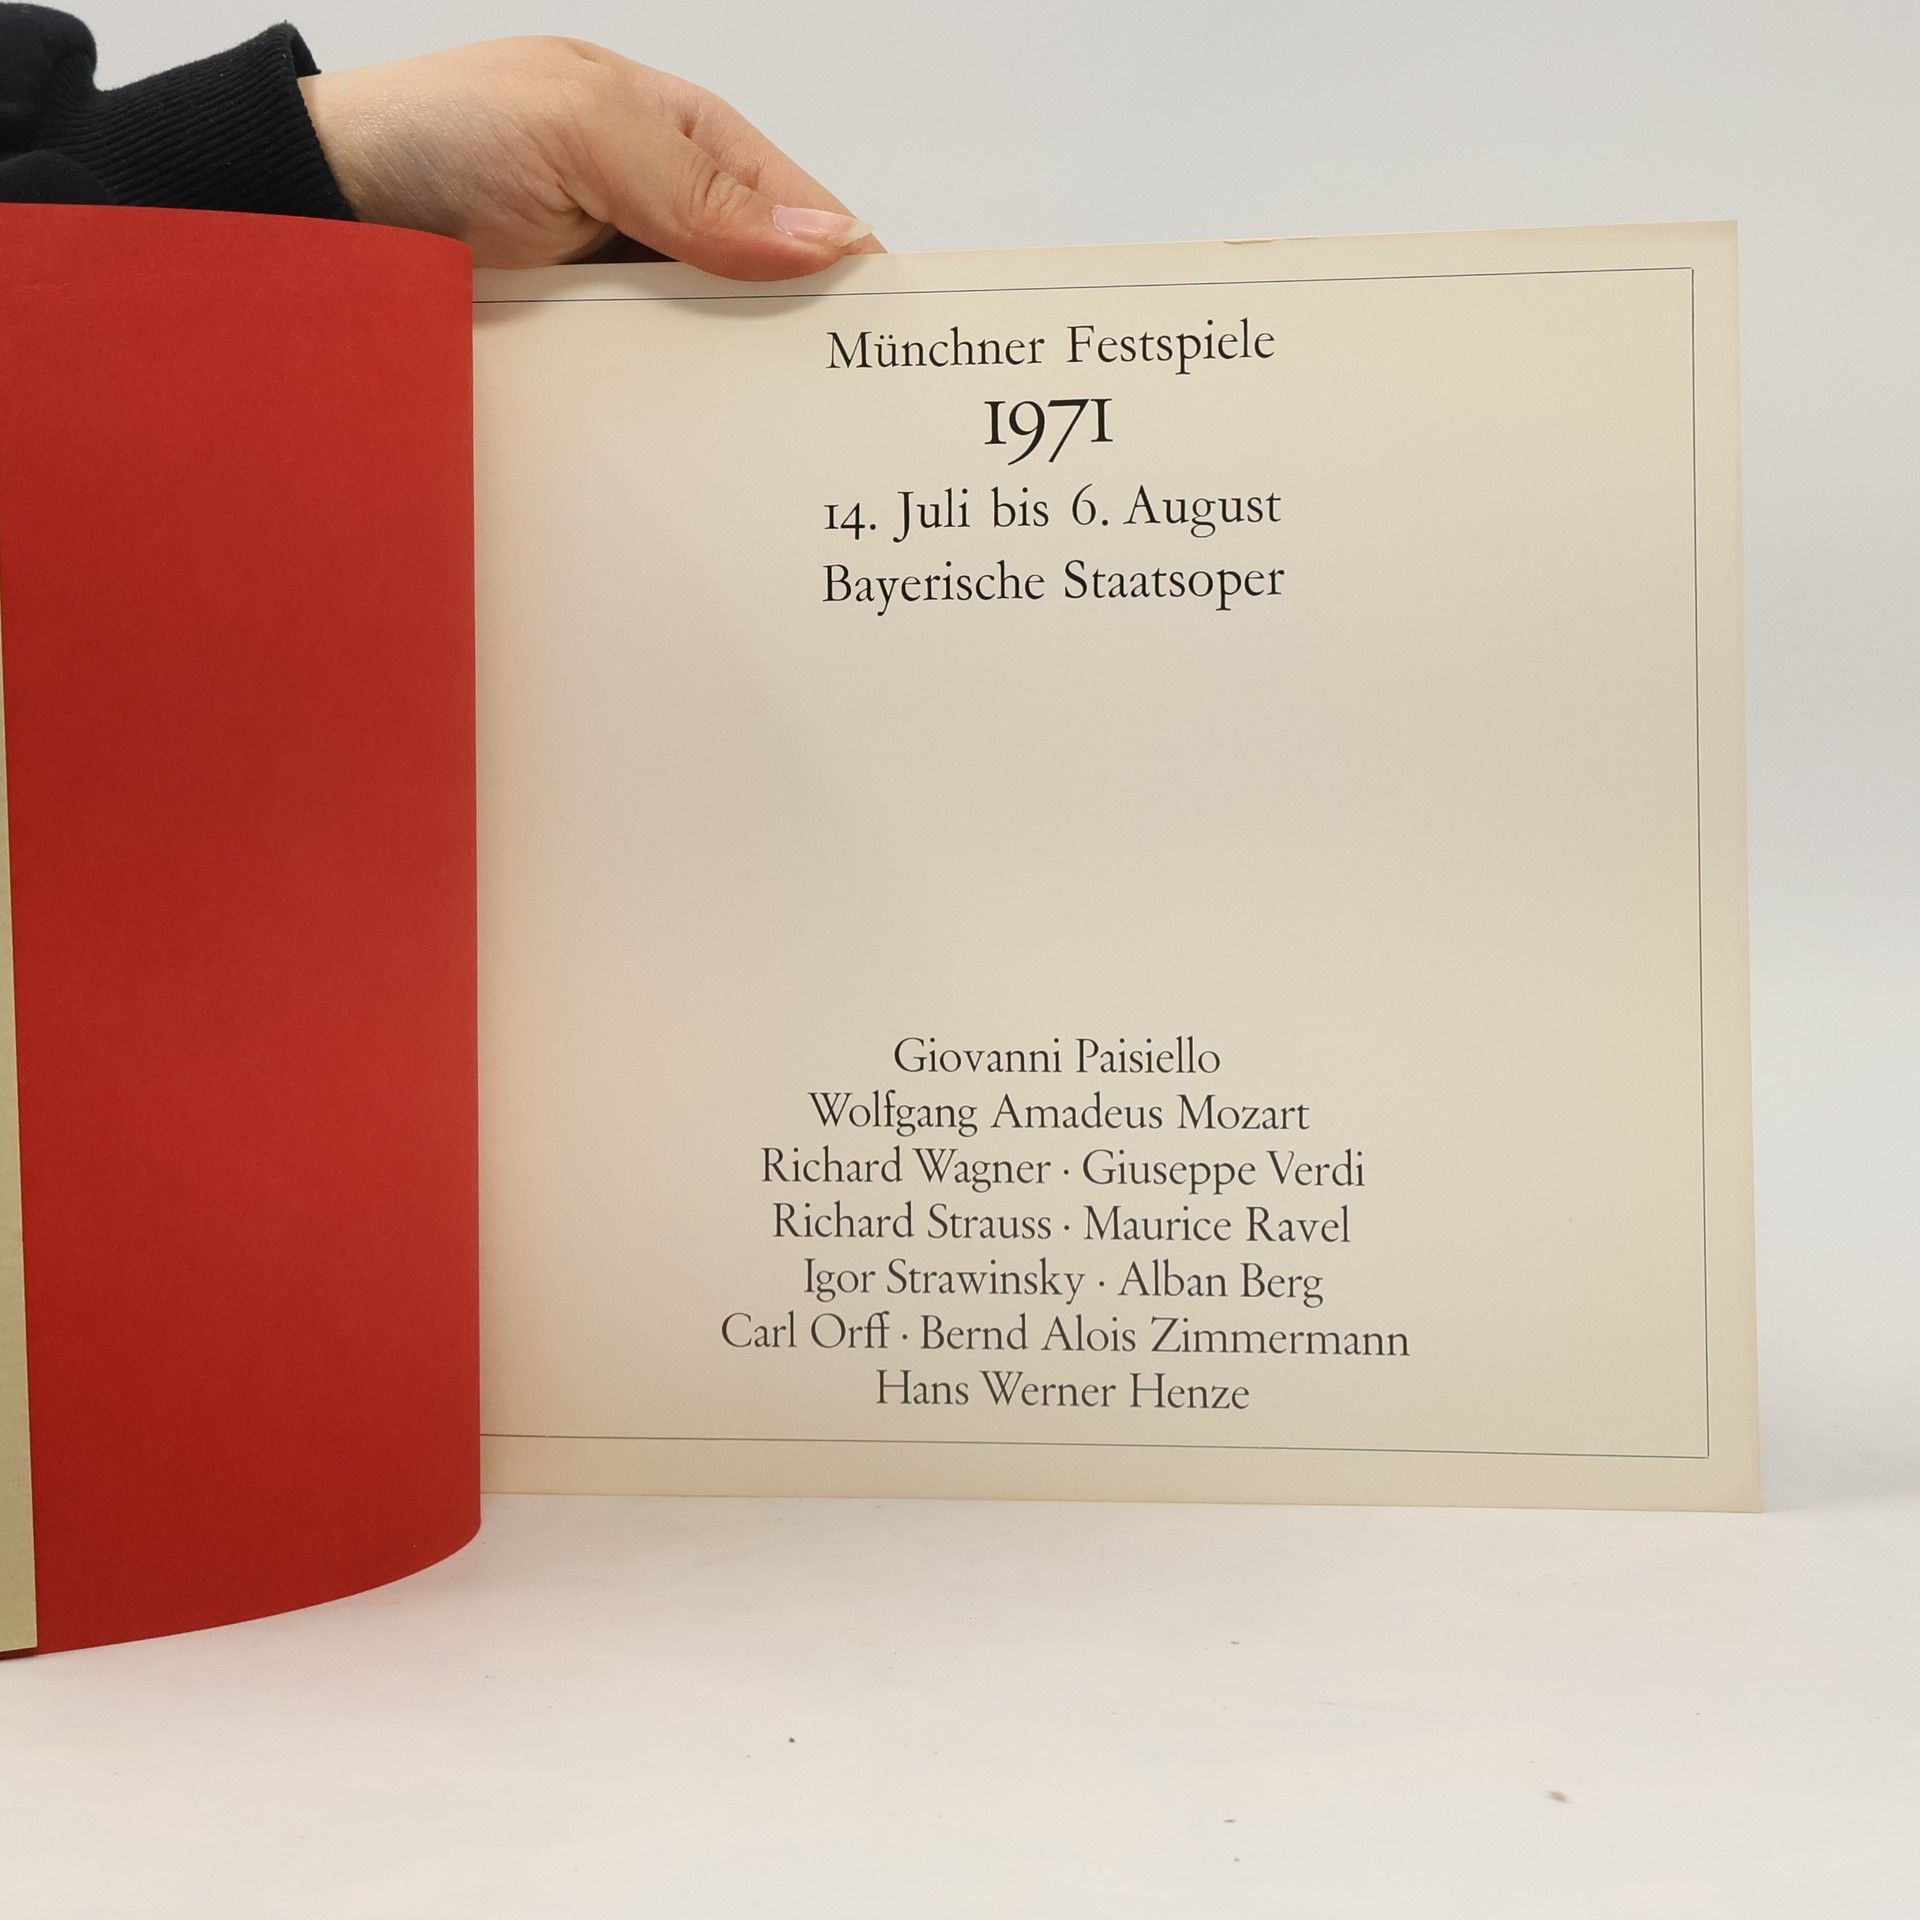 Münchner Festspiele
1971
14. Juli bis 6. August
Bayerische Staatsoper
Giovanni Paisiello
Wolfgang Amadeus Mozart
Richard Wagner · Giuseppe Verdi
Richard Strauss · Maurice Ravel
Igor Strawinsky · Alban Berg
Carl Orff · Bernd Alois Zimmermann
Hans Werner Henze